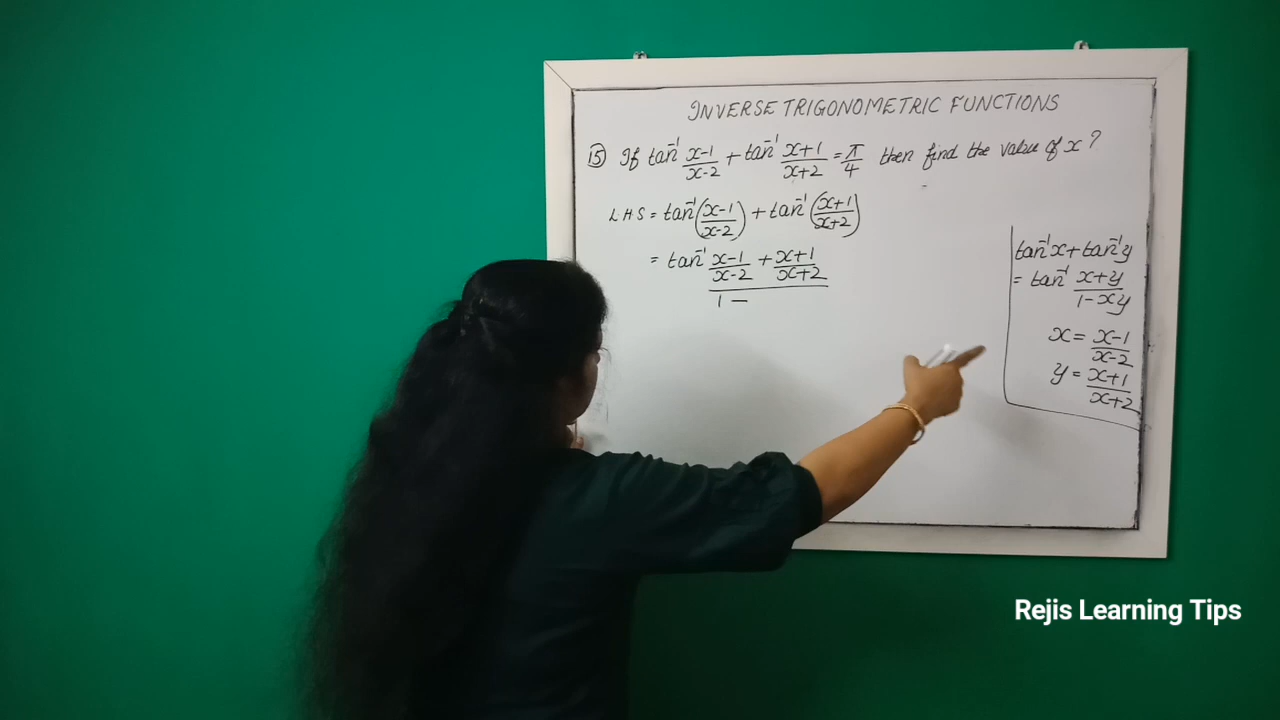 INVERSE TRIGONOMETRIC FUNCTIONS
15 If tan⁻¹ (x-1)/(x-2) + tan⁻¹ (x+1)/(x+2) = π/4 then find the value of x ?
LHS = tan⁻¹((x-1)/(x-2)) + tan⁻¹((x+1)/(x+2))
= tan⁻¹ ((x-1)/(x-2) + (x+1)/(x+2))/(1 -
tan⁻¹x + tan⁻¹y
= tan⁻¹ (x+y)/(1-xy)
x = (x-1)/(x-2)
y = (x+1)/(x+2)
Rejis Learning Tips